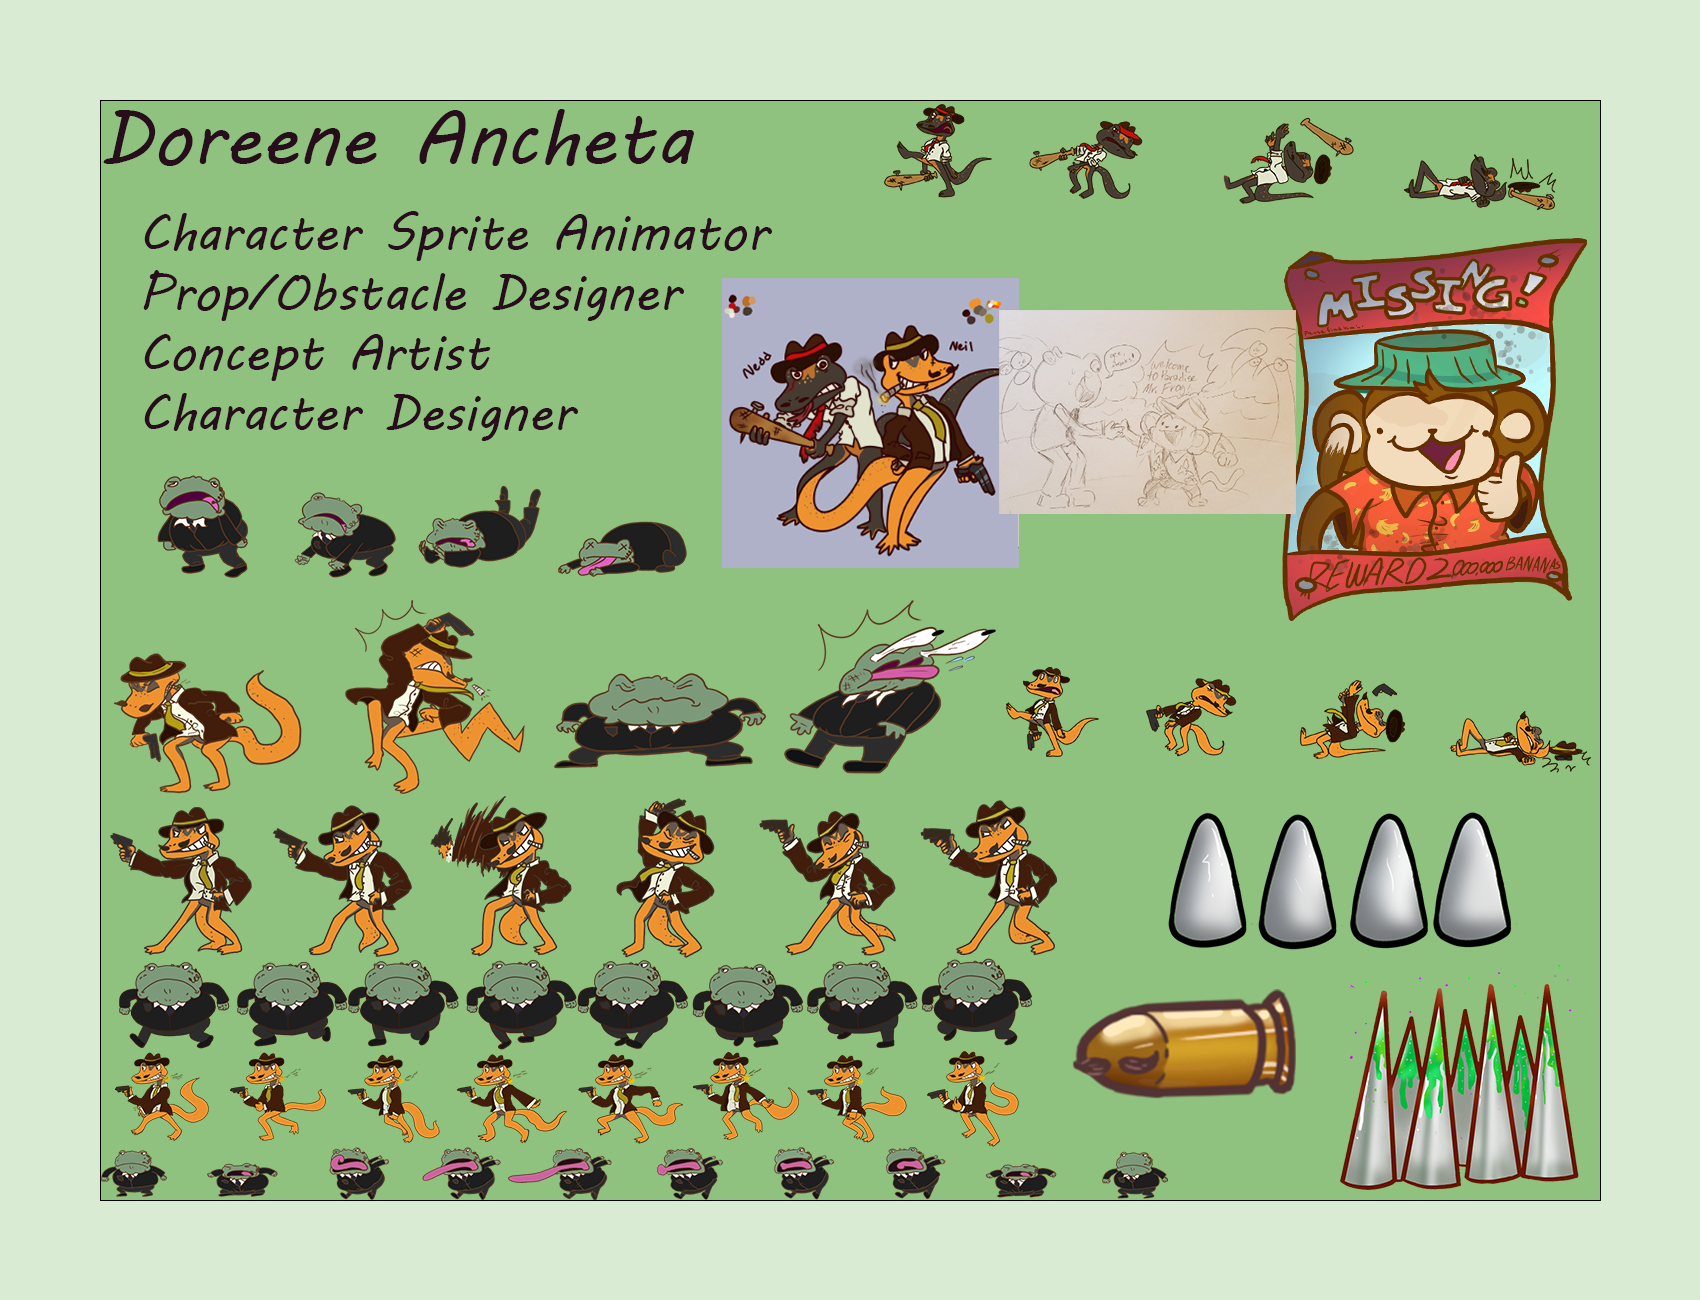 Doreene Ancheta
Character Sprite Animator
Prop/Obstacle Designer
Concept Artist
Character Designer
Nedd
Neil
Welcome
to Paradise
Mr. Frog!
MISSING!
REWARD 2,000,000 BANANAS